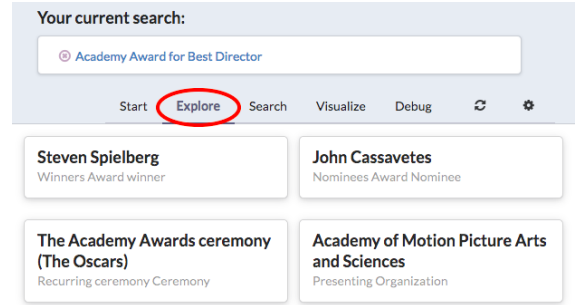 Your current search:
Academy Award for Best Director
Start Explore Search Visualize Debug
Steven Spielberg
Winners Award winner
John Cassavetes
Nominees Award Nominee
The Academy Awards ceremony
(The Oscars)
Recurring ceremony Ceremony
Academy of Motion Picture Arts
and Sciences
Presenting Organization